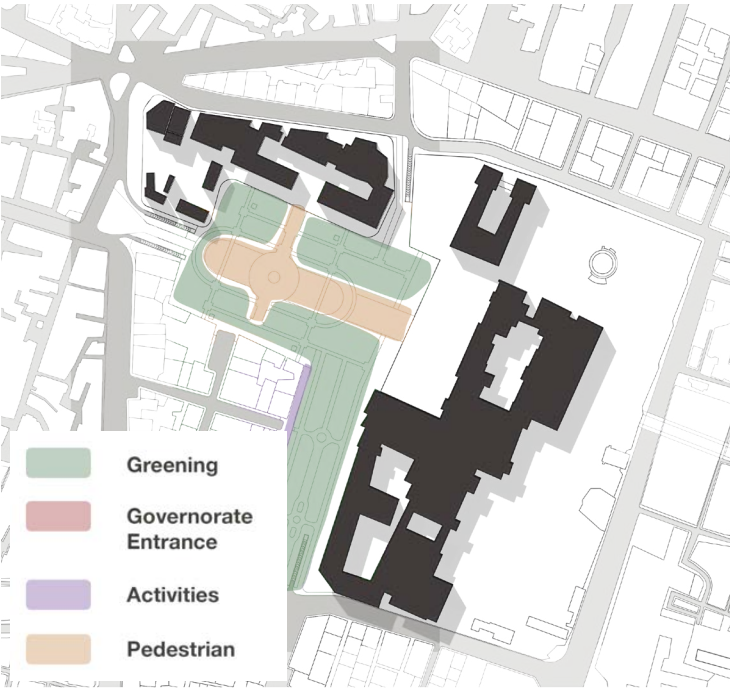 Greening
Governorate
Entrance
Activities
Pedestrian